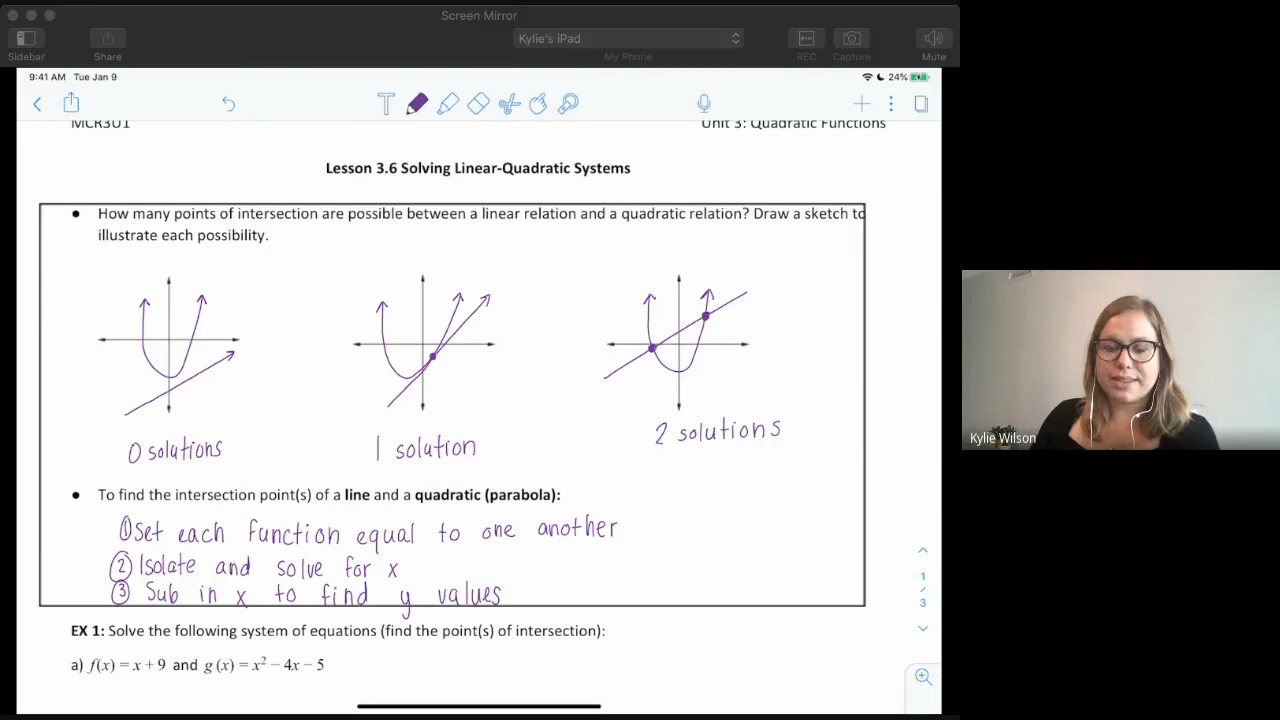 Screen Mirror
Sidebar
Share
Kylie's iPad
My Phone
REC
Capture
Mute
9:41 AM Tue Jan 9
24%
MCR3U1
Unit 3: Quadratic Functions
Lesson 3.6 Solving Linear-Quadratic Systems
• How many points of intersection are possible between a linear relation and a quadratic relation? Draw a sketch to
illustrate each possibility.
0 solutions
1 solution
2 solutions
• To find the intersection point(s) of a line and a quadratic (parabola):
① Set each function equal to one another
② Isolate and solve for x
③ Sub in x to find y values
EX 1: Solve the following system of equations (find the point(s) of intersection):
a) f(x) = x + 9 and g (x) = x² − 4x − 5
1
/
3
Kylie Wilson